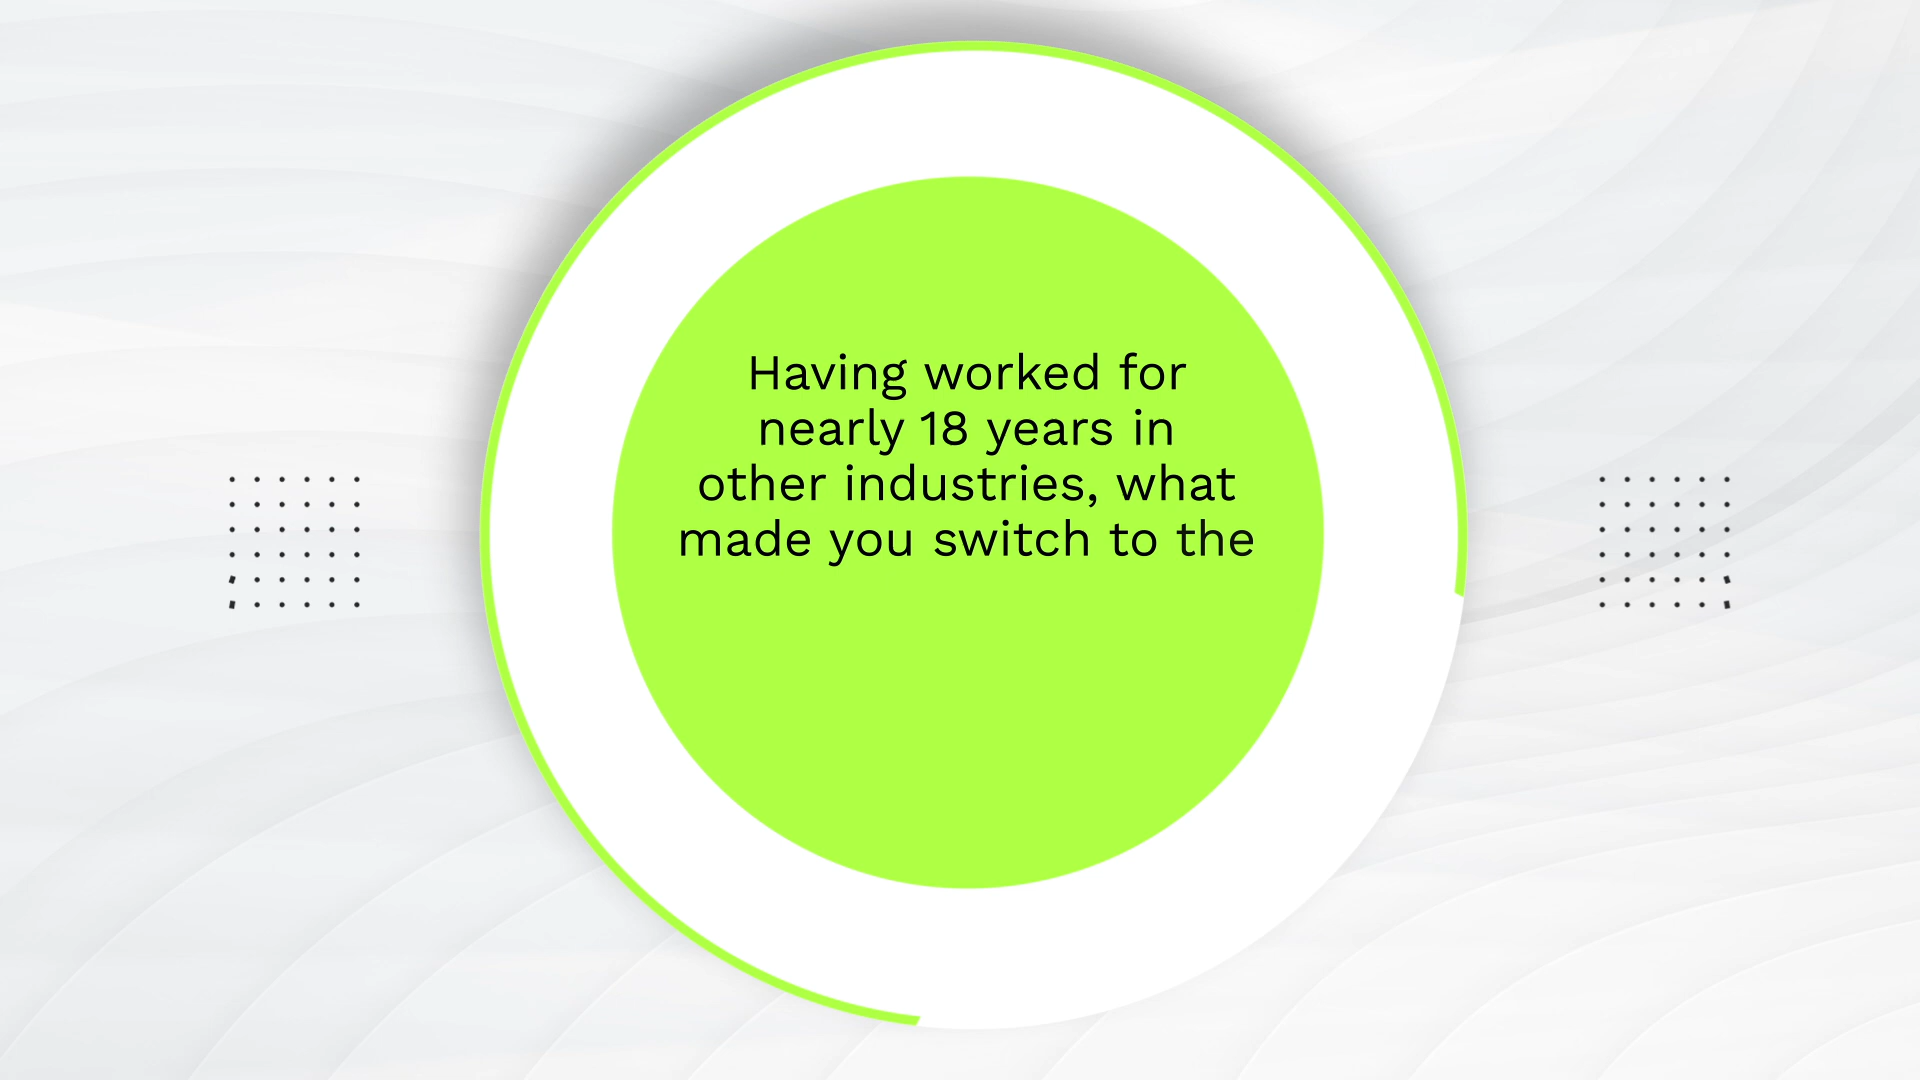 Having worked for
nearly 18 years in
other industries, what
made you switch to the